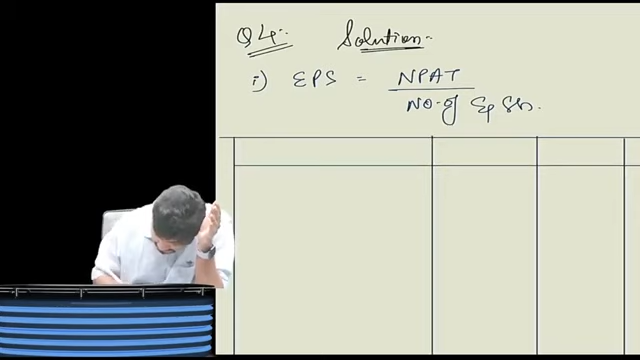 Q4:
Solution:
i) EPS = NPAT
No. of Eq Sh.